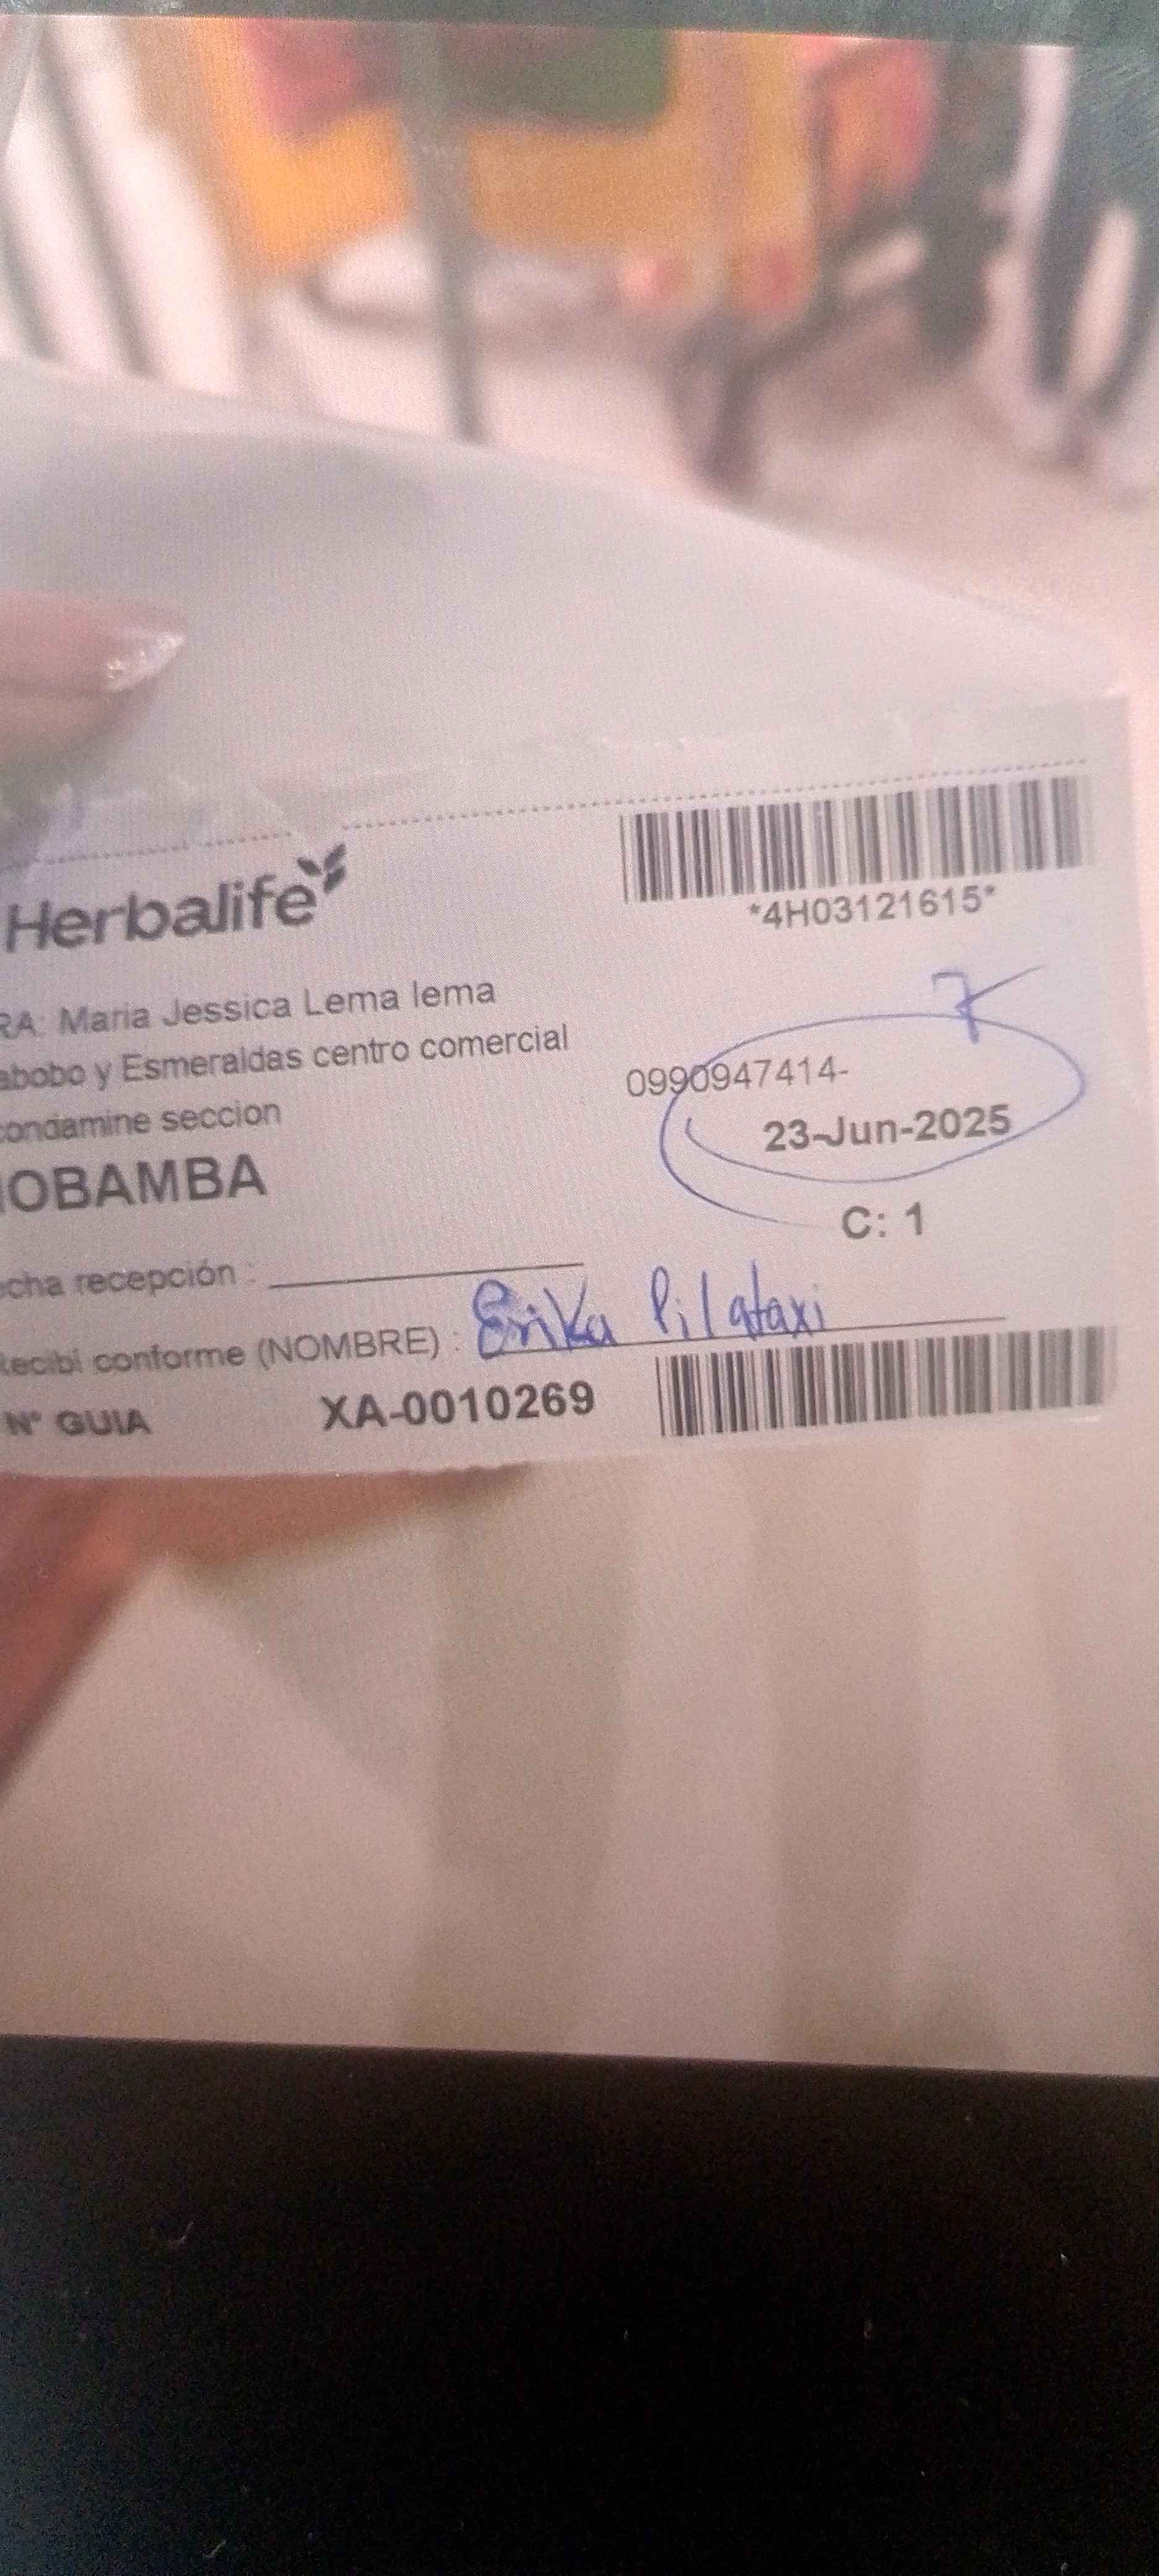 Herbalife
*4H03121615*
RA: Maria Jessica Lema lema
abobo y Esmeraldas centro comercial
ondamine seccion
OBAMBA
0990947414-
7
23-Jun-2025
C: 1
cha recepción :
ecibí conforme (NOMBRE) : Erika Pilataxi
N° GUIA XA-0010269